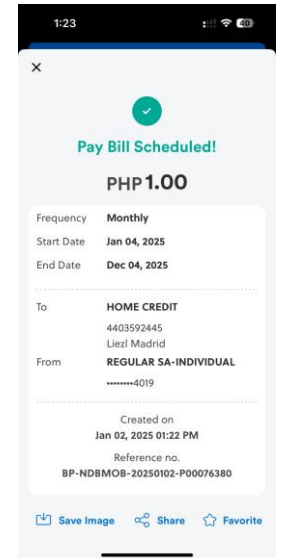 1:23
40
Pay Bill Scheduled!
PHP 1.00
Frequency Monthly
Start Date Jan 04, 2025
End Date Dec 04, 2025
To HOME CREDIT
4403592445
Liezl Madrid
From REGULAR SA-INDIVIDUAL
••••••••4019
Created on
Jan 02, 2025 01:22 PM
Reference no.
BP-NDBMOB-20250102-P00076380
Save Image Share Favorite